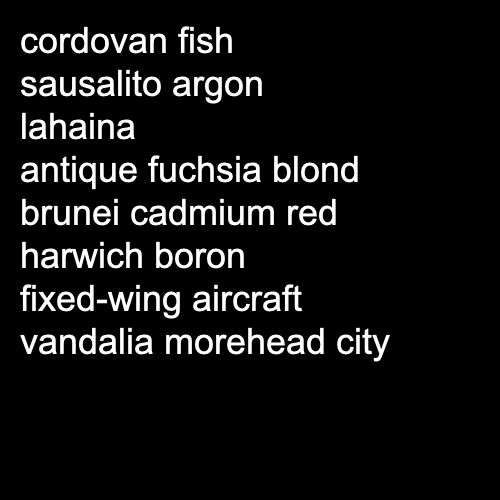 cordovan fish
sausalito argon
lahaina
antique fuchsia blond
brunei cadmium red
harwich boron
fixed-wing aircraft
vandalia morehead city